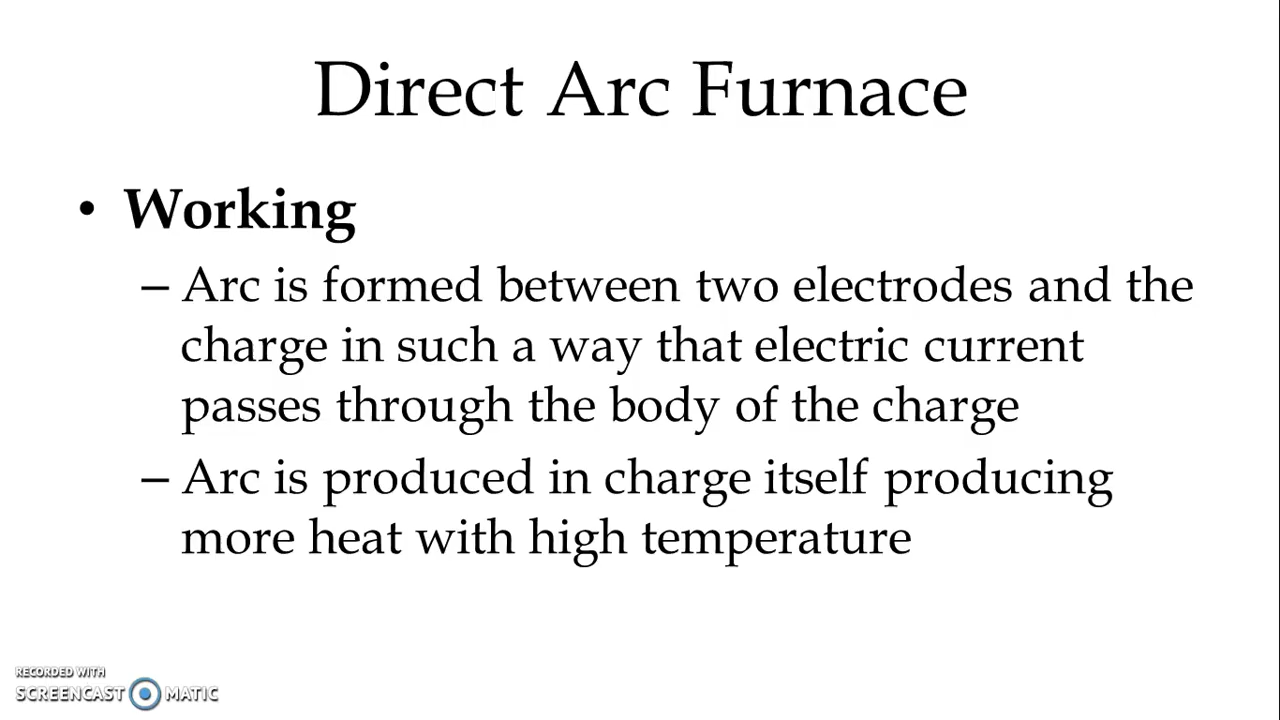 Direct Arc Furnace
• Working
– Arc is formed between two electrodes and the
charge in such a way that electric current
passes through the body of the charge
– Arc is produced in charge itself producing
more heat with high temperature
RECORDED WITH
SCREENCAST MATIC